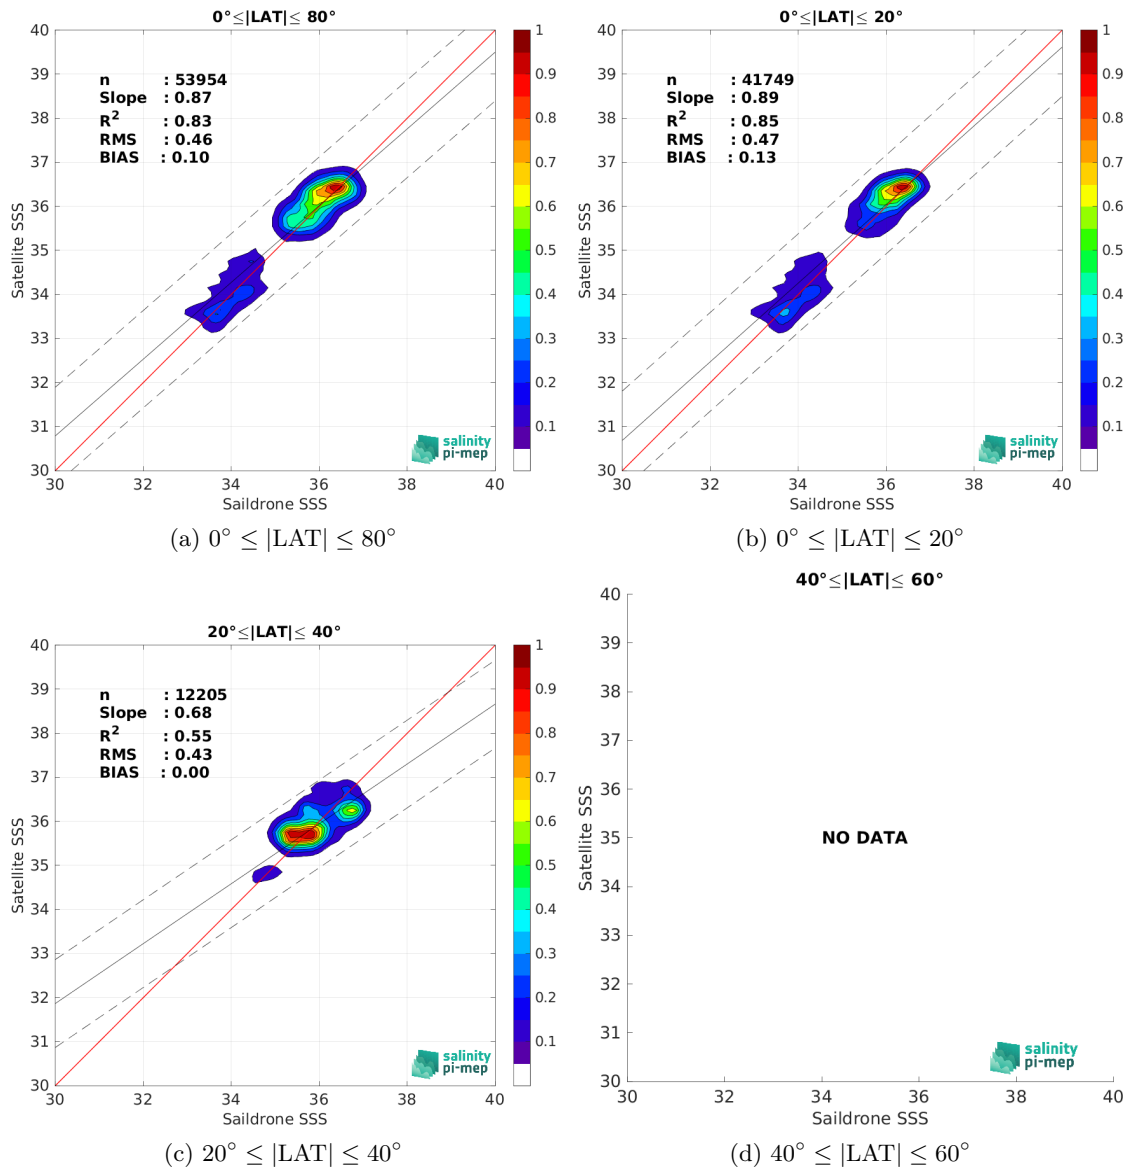 0°≤|LAT|≤ 80°
40
39
38
37
36
35
34
33
32
31
30
Satellite SSS
n : 53954
Slope : 0.87
R² : 0.83
RMS : 0.46
BIAS : 0.10
1
0.9
0.8
0.7
0.6
0.5
0.4
0.3
0.2
0.1
salinity
pi-mep
30 32 34 36 38 40
Saildrone SSS
(a) 0° ≤ |LAT| ≤ 80°
0°≤|LAT|≤ 20°
40
39
38
37
36
35
34
33
32
31
30
Satellite SSS
n : 41749
Slope : 0.89
R² : 0.85
RMS : 0.47
BIAS : 0.13
1
0.9
0.8
0.7
0.6
0.5
0.4
0.3
0.2
0.1
salinity
pi-mep
30 32 34 36 38 40
Saildrone SSS
(b) 0° ≤ |LAT| ≤ 20°
20°≤|LAT|≤ 40°
40
39
38
37
36
35
34
33
32
31
30
Satellite SSS
n : 12205
Slope : 0.68
R² : 0.55
RMS : 0.43
BIAS : 0.00
1
0.9
0.8
0.7
0.6
0.5
0.4
0.3
0.2
0.1
salinity
pi-mep
30 32 34 36 38 40
Saildrone SSS
(c) 20° ≤ |LAT| ≤ 40°
40°≤|LAT|≤ 60°
40
39
38
37
36
35
34
33
32
31
30
Satellite SSS
NO DATA
salinity
pi-mep
30 32 34 36 38 40
Saildrone SSS
(d) 40° ≤ |LAT| ≤ 60°